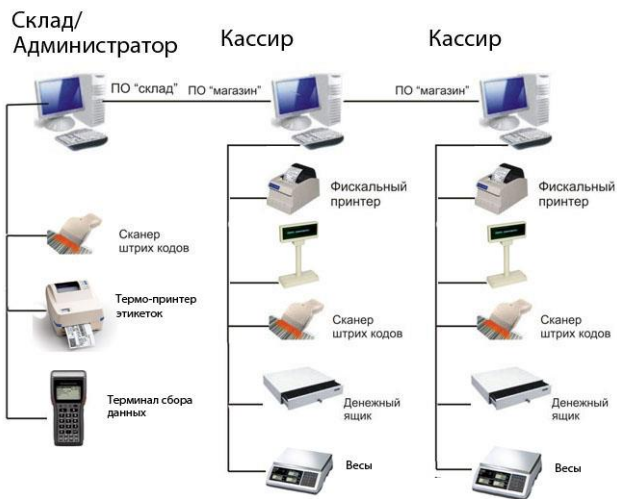 Склад/
Администратор
Кассир
Кассир
ПО “склад”
ПО “магазин”
ПО “магазин”
Фискальный
принтер
Фискальный
принтер
Сканер
штрих кодов
Термо-принтер
этикеток
Сканер
штрих кодов
Сканер
штрих кодов
Терминал сбора
данных
Денежный
ящик
Денежный
ящик
Весы
Весы